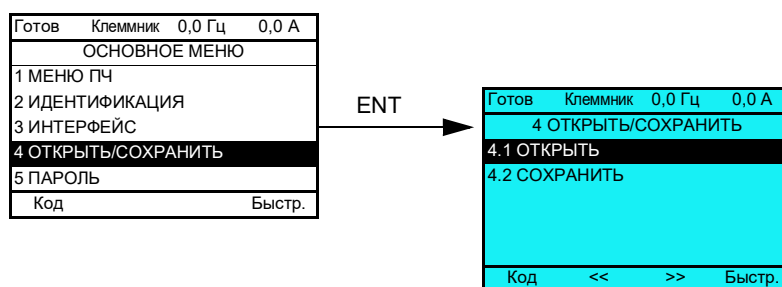 Готов Клеммник 0,0 Гц 0,0 А
ОСНОВНОЕ МЕНЮ
1 МЕНЮ ПЧ
2 ИДЕНТИФИКАЦИЯ
3 ИНТЕРФЕЙС
4 ОТКРЫТЬ/СОХРАНИТЬ
5 ПАРОЛЬ
Код Быстр.
ENT
Готов Клеммник 0,0 Гц 0,0 А
4 ОТКРЫТЬ/СОХРАНИТЬ
4.1 ОТКРЫТЬ
4.2 СОХРАНИТЬ
Код << >> Быстр.